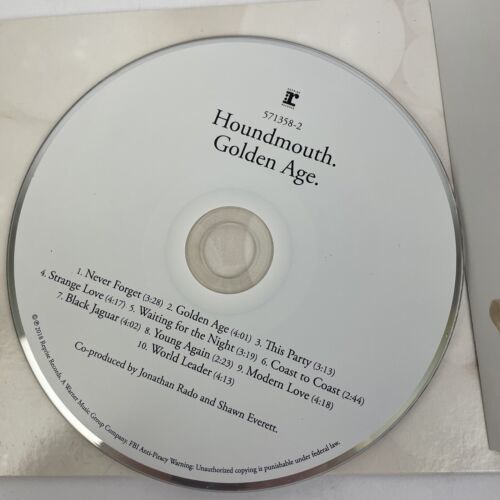 571358-2
Houndmouth.
Golden Age.
1. Never Forget (3:28) 2. Golden Age (4:01) 3. This Party (3:13)
4. Strange Love (4:17) 5. Waiting for the Night (3:19) 6. Coast to Coast (2:44)
7. Black Jaguar (4:02) 8. Young Again (2:23) 9. Modern Love (4:18)
10. World Leader (4:13)
Co-produced by Jonathan Rado and Shawn Everett.
© ℗ 2018 Reprise Records. A Warner Music Group Company. FBI Anti-Piracy Warning: Unauthorized copying is punishable under federal law.